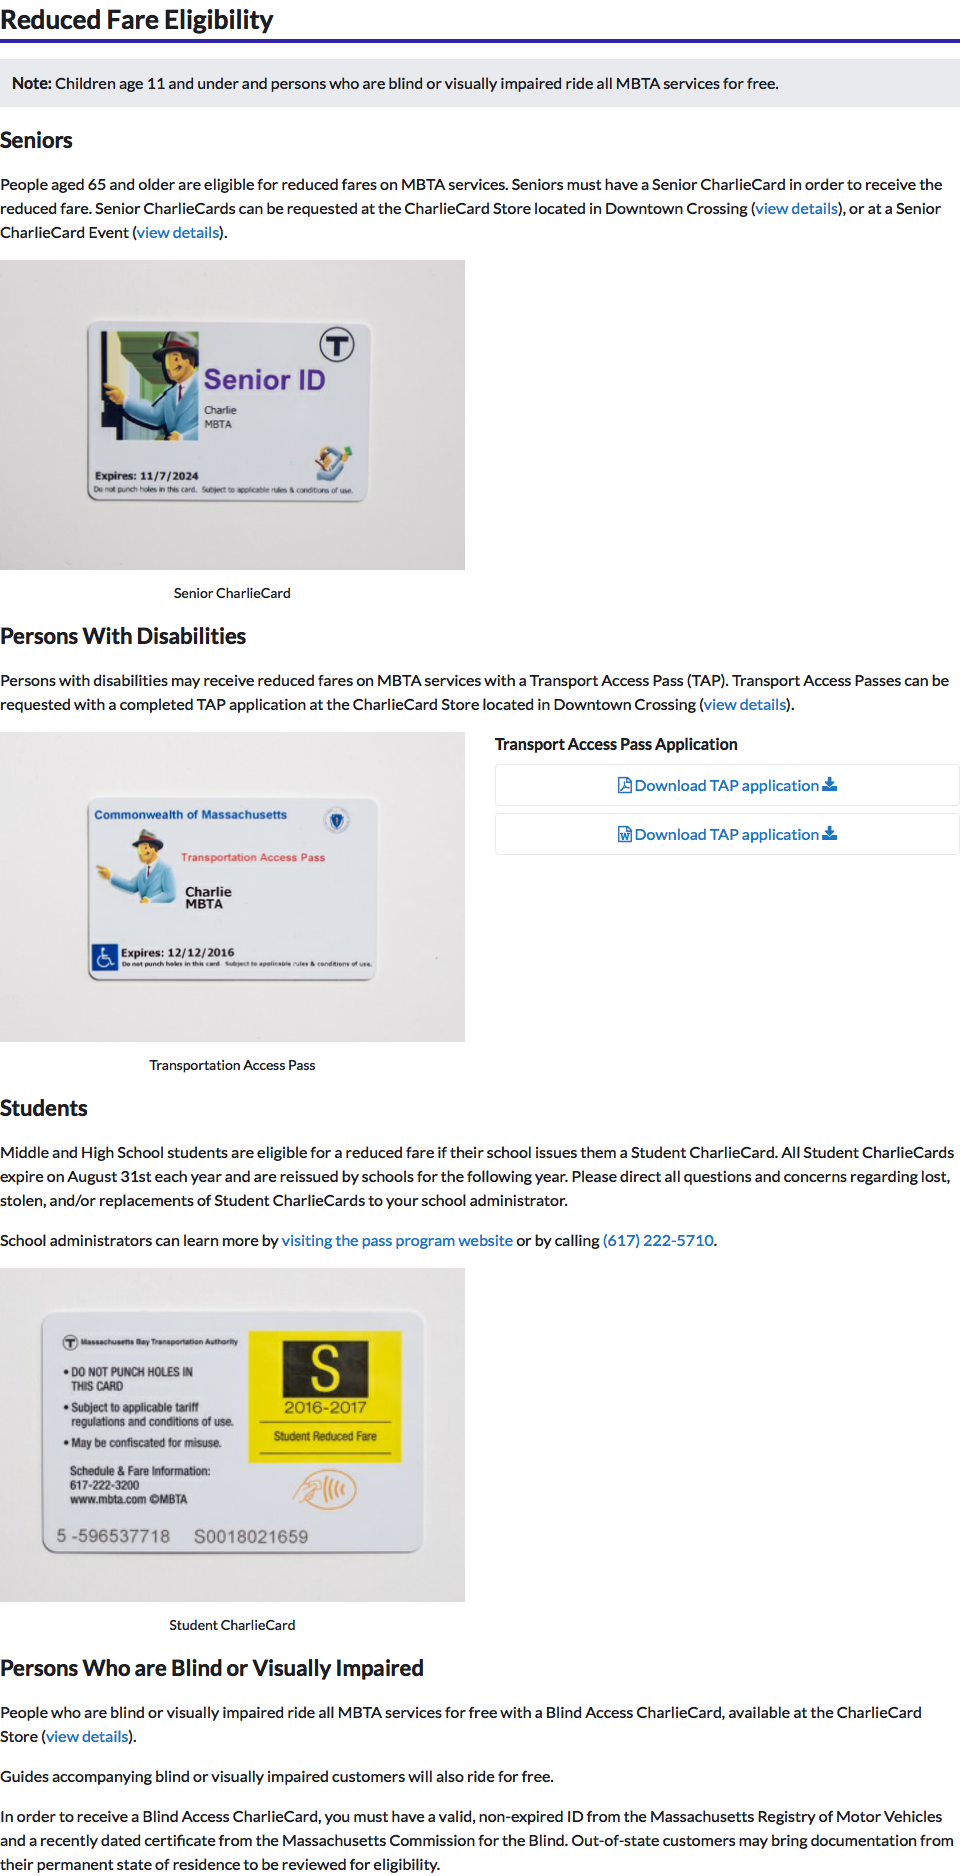 Reduced Fare Eligibility
Note: Children age 11 and under and persons who are blind or visually impaired ride all MBTA services for free.
Seniors
People aged 65 and older are eligible for reduced fares on MBTA services. Seniors must have a Senior CharlieCard in order to receive the
reduced fare. Senior CharlieCards can be requested at the CharlieCard Store located in Downtown Crossing (view details), or at a Senior
CharlieCard Event (view details).
T
Senior ID
Charlie
MBTA
Expires: 11/7/2024
Do not punch holes in this card. Subject to applicable rules & conditions of use.
Senior CharlieCard
Persons With Disabilities
Persons with disabilities may receive reduced fares on MBTA services with a Transport Access Pass (TAP). Transport Access Passes can be
requested with a completed TAP application at the CharlieCard Store located in Downtown Crossing (view details).
Commonwealth of Massachusetts
Transportation Access Pass
Charlie
MBTA
Expires: 12/12/2016
Do not punch holes in this card. Subject to applicable rules & conditions of use.
Transportation Access Pass
Transport Access Pass Application
Download TAP application
Download TAP application
Students
Middle and High School students are eligible for a reduced fare if their school issues them a Student CharlieCard. All Student CharlieCards
expire on August 31st each year and are reissued by schools for the following year. Please direct all questions and concerns regarding lost,
stolen, and/or replacements of Student CharlieCards to your school administrator.
School administrators can learn more by visiting the pass program website or by calling (617) 222-5710.
T Massachusetts Bay Transportation Authority
• DO NOT PUNCH HOLES IN
THIS CARD
• Subject to applicable tariff
regulations and conditions of use.
• May be confiscated for misuse.
Schedule & Fare Information:
617-222-3200
www.mbta.com ©MBTA
S
2016-2017
Student Reduced Fare
5 -596537718 S0018021659
Student CharlieCard
Persons Who are Blind or Visually Impaired
People who are blind or visually impaired ride all MBTA services for free with a Blind Access CharlieCard, available at the CharlieCard
Store (view details).
Guides accompanying blind or visually impaired customers will also ride for free.
In order to receive a Blind Access CharlieCard, you must have a valid, non-expired ID from the Massachusetts Registry of Motor Vehicles
and a recently dated certificate from the Massachusetts Commission for the Blind. Out-of-state customers may bring documentation from
their permanent state of residence to be reviewed for eligibility.